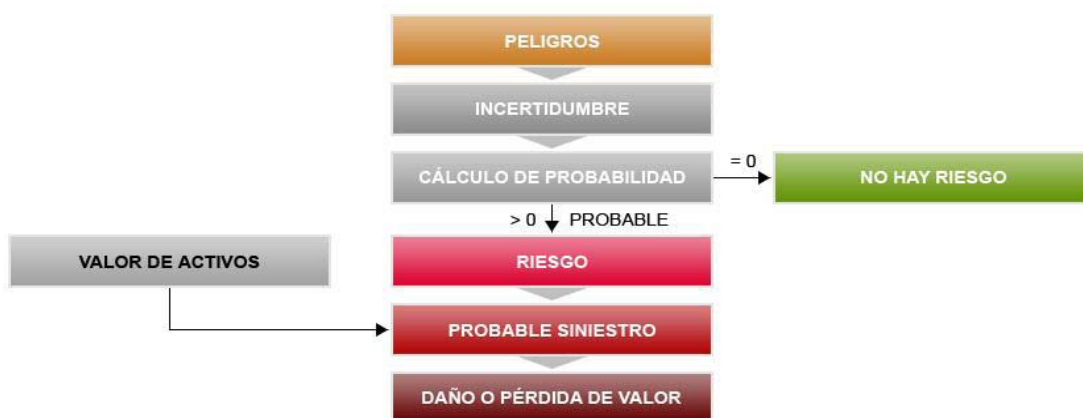 PELIGROS
INCERTIDUMBRE
CÁLCULO DE PROBABILIDAD
= 0
NO HAY RIESGO
> 0 PROBABLE
VALOR DE ACTIVOS
RIESGO
PROBABLE SINIESTRO
DAÑO O PÉRDIDA DE VALOR